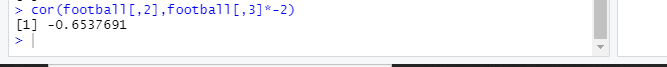 > cor(football[,2],football[,3]*-2)
[1] -0.6537691
>